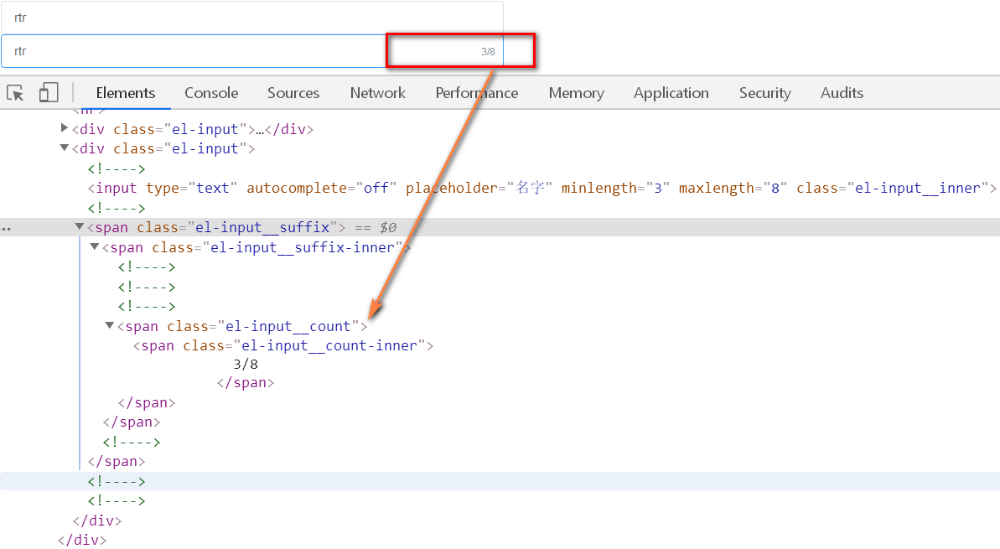 rtr
rtr 3/8
Elements Console Sources Network Performance Memory Application Security Audits
<hr>
<div class="el-input">…</div>
<div class="el-input">
<!---->
<input type="text" autocomplete="off" placeholder="名字" minlength="3" maxlength="8" class="el-input__inner">
<!---->
<span class="el-input__suffix"> == $0
<span class="el-input__suffix-inner">
<!---->
<!---->
<!---->
<span class="el-input__count">
<span class="el-input__count-inner">
3/8
</span>
</span>
</span>
<!---->
</span>
<!---->
<!---->
</div>
</div>